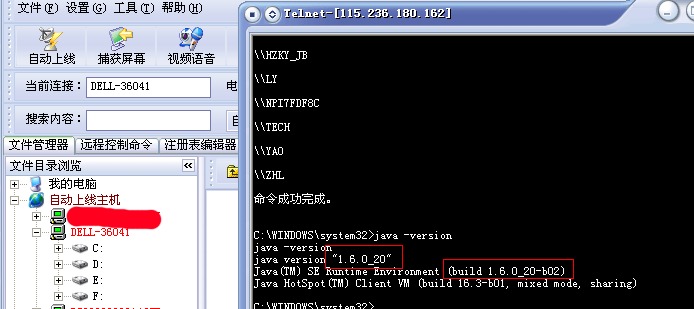 文件(F) 设置(G) 工具(T) 帮助(H)
自动上线 捕获屏幕 视频语音
当前连接: DELL-36041 电
搜索内容:
文件管理器 远程控制命令 注册表编辑器
文件目录浏览
我的电脑
自动上线主机
DELL-36041
C:
D:
E:
F:
Telnet-[115.236.180.162]
\\HZKY_JB
\\LY
\\NPI7FDF8C
\\TECH
\\YAO
\\ZHL
命令成功完成。
C:\WINDOWS\system32>java -version
java -version
java version "1.6.0_20"
Java(TM) SE Runtime Environment (build 1.6.0_20-b02)
Java HotSpot(TM) Client VM (build 16.3-b01, mixed mode, sharing)
C:\WINDOWS\system32>